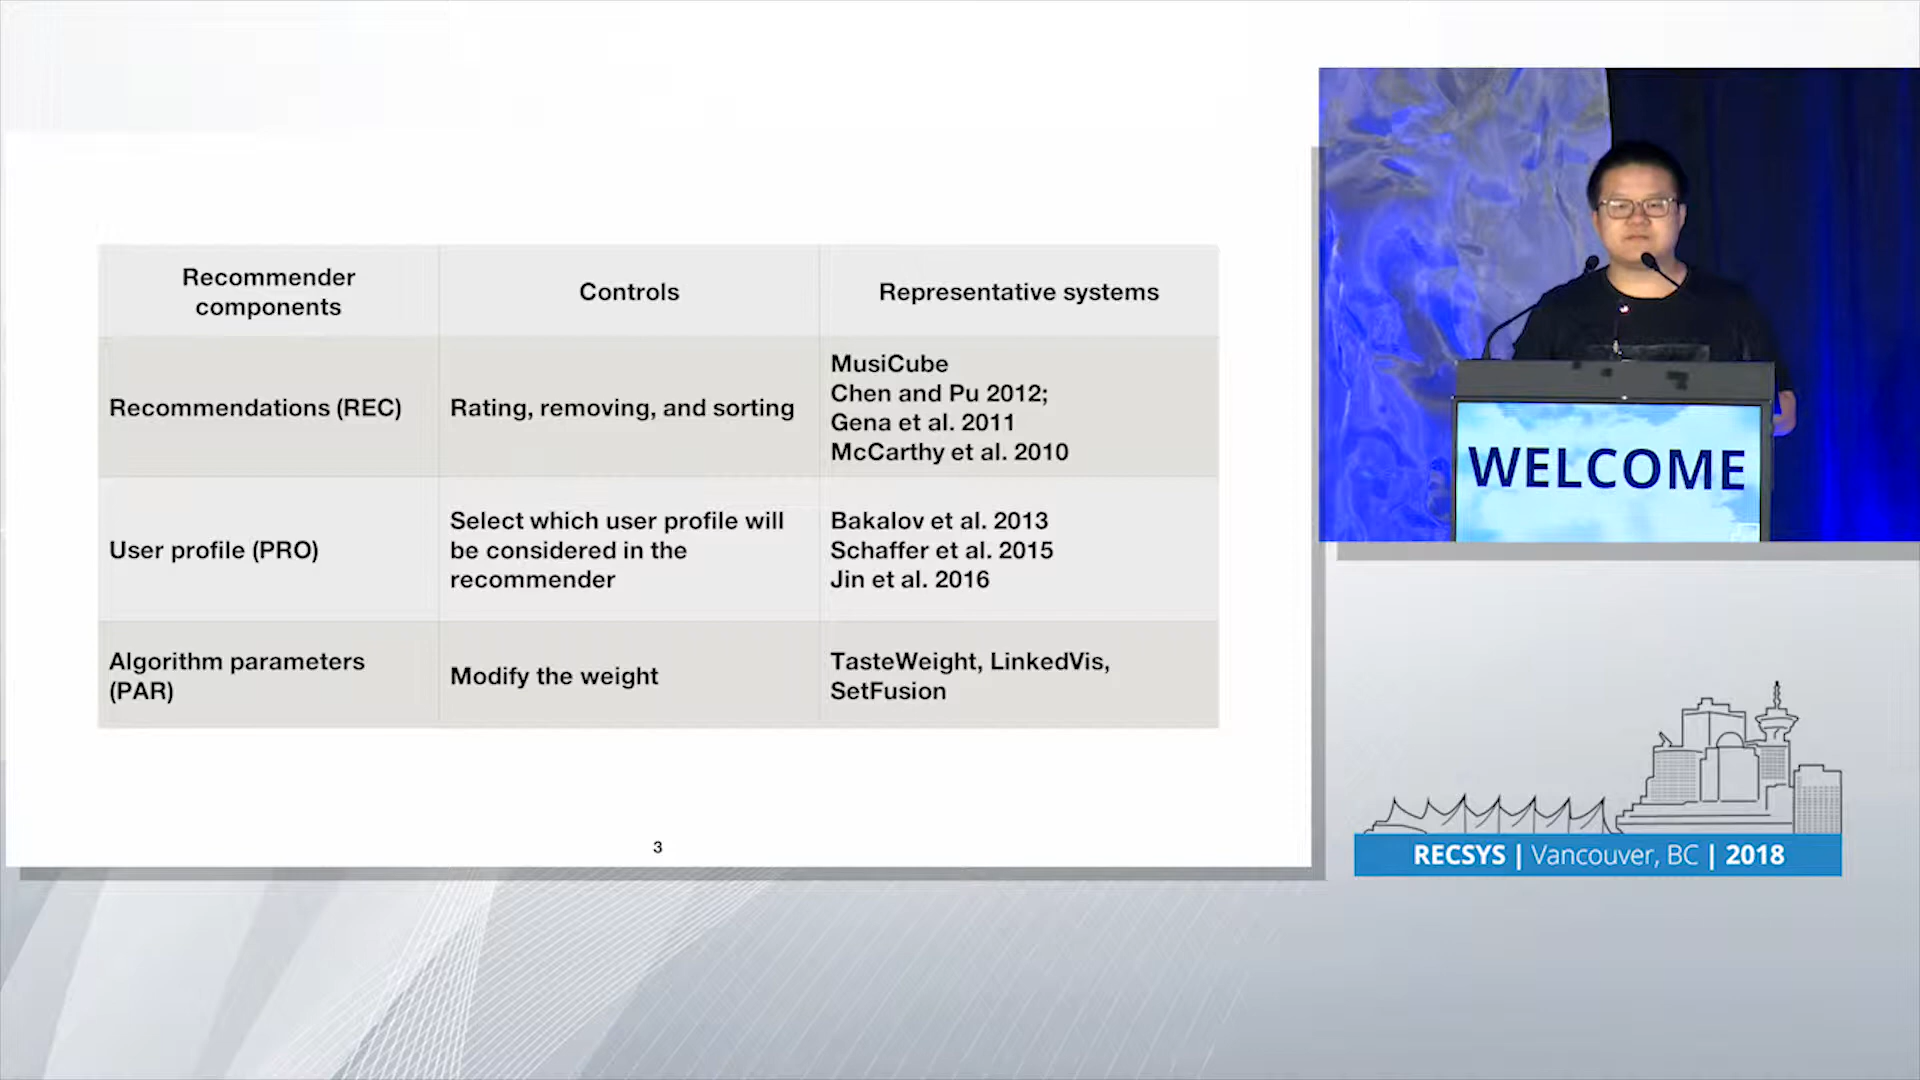 Recommender
components
Controls
Representative systems
Recommendations (REC)
Rating, removing, and sorting
MusiCube
Chen and Pu 2012;
Gena et al. 2011
McCarthy et al. 2010
User profile (PRO)
Select which user profile will
be considered in the
recommender
Bakalov et al. 2013
Schaffer et al. 2015
Jin et al. 2016
Algorithm parameters
(PAR)
Modify the weight
TasteWeight, LinkedVis,
SetFusion
3
WELCOME
RECSYS | Vancouver, BC | 2018